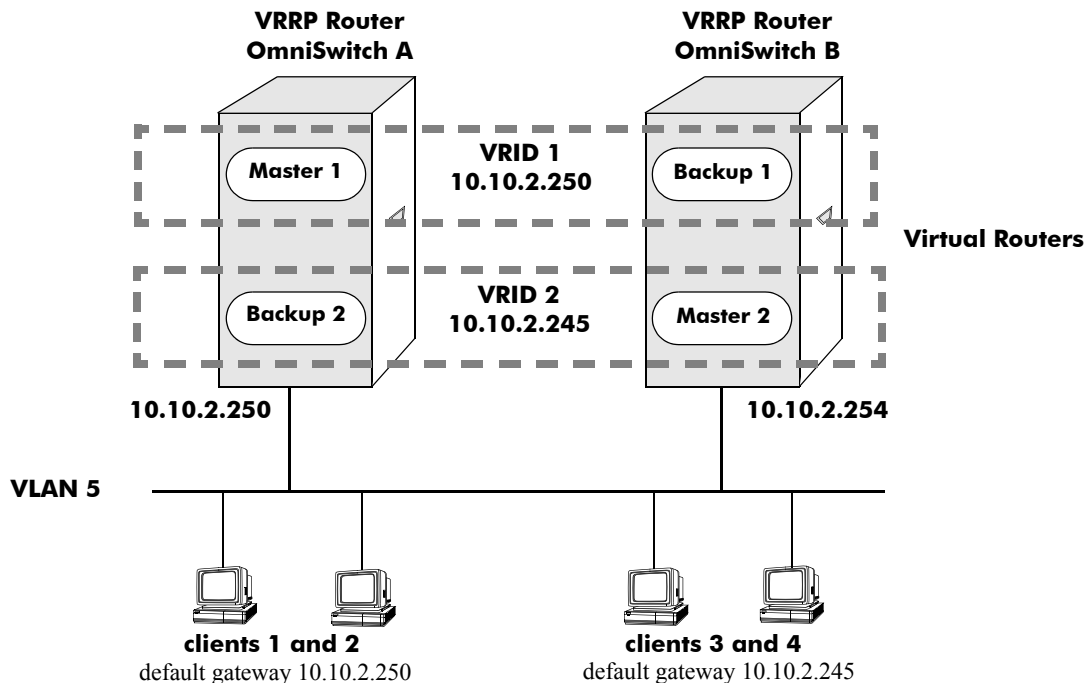 VRRP Router
OmniSwitch A
VRRP Router
OmniSwitch B
Master 1
VRID 1
10.10.2.250
Backup 1
Virtual Routers
Backup 2
VRID 2
10.10.2.245
Master 2
10.10.2.250
10.10.2.254
VLAN 5
clients 1 and 2
default gateway 10.10.2.250
clients 3 and 4
default gateway 10.10.2.245